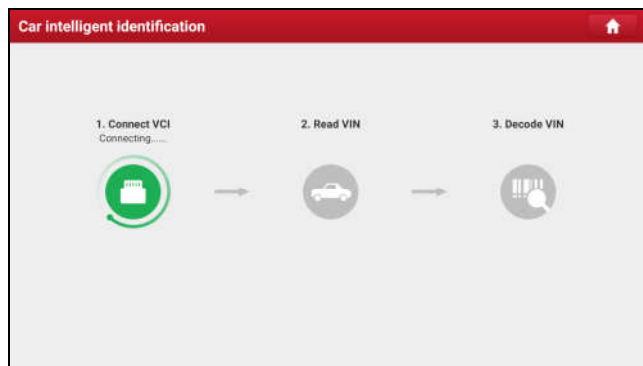 Car intelligent identification
1. Connect VCI
Connecting......
2. Read VIN
3. Decode VIN